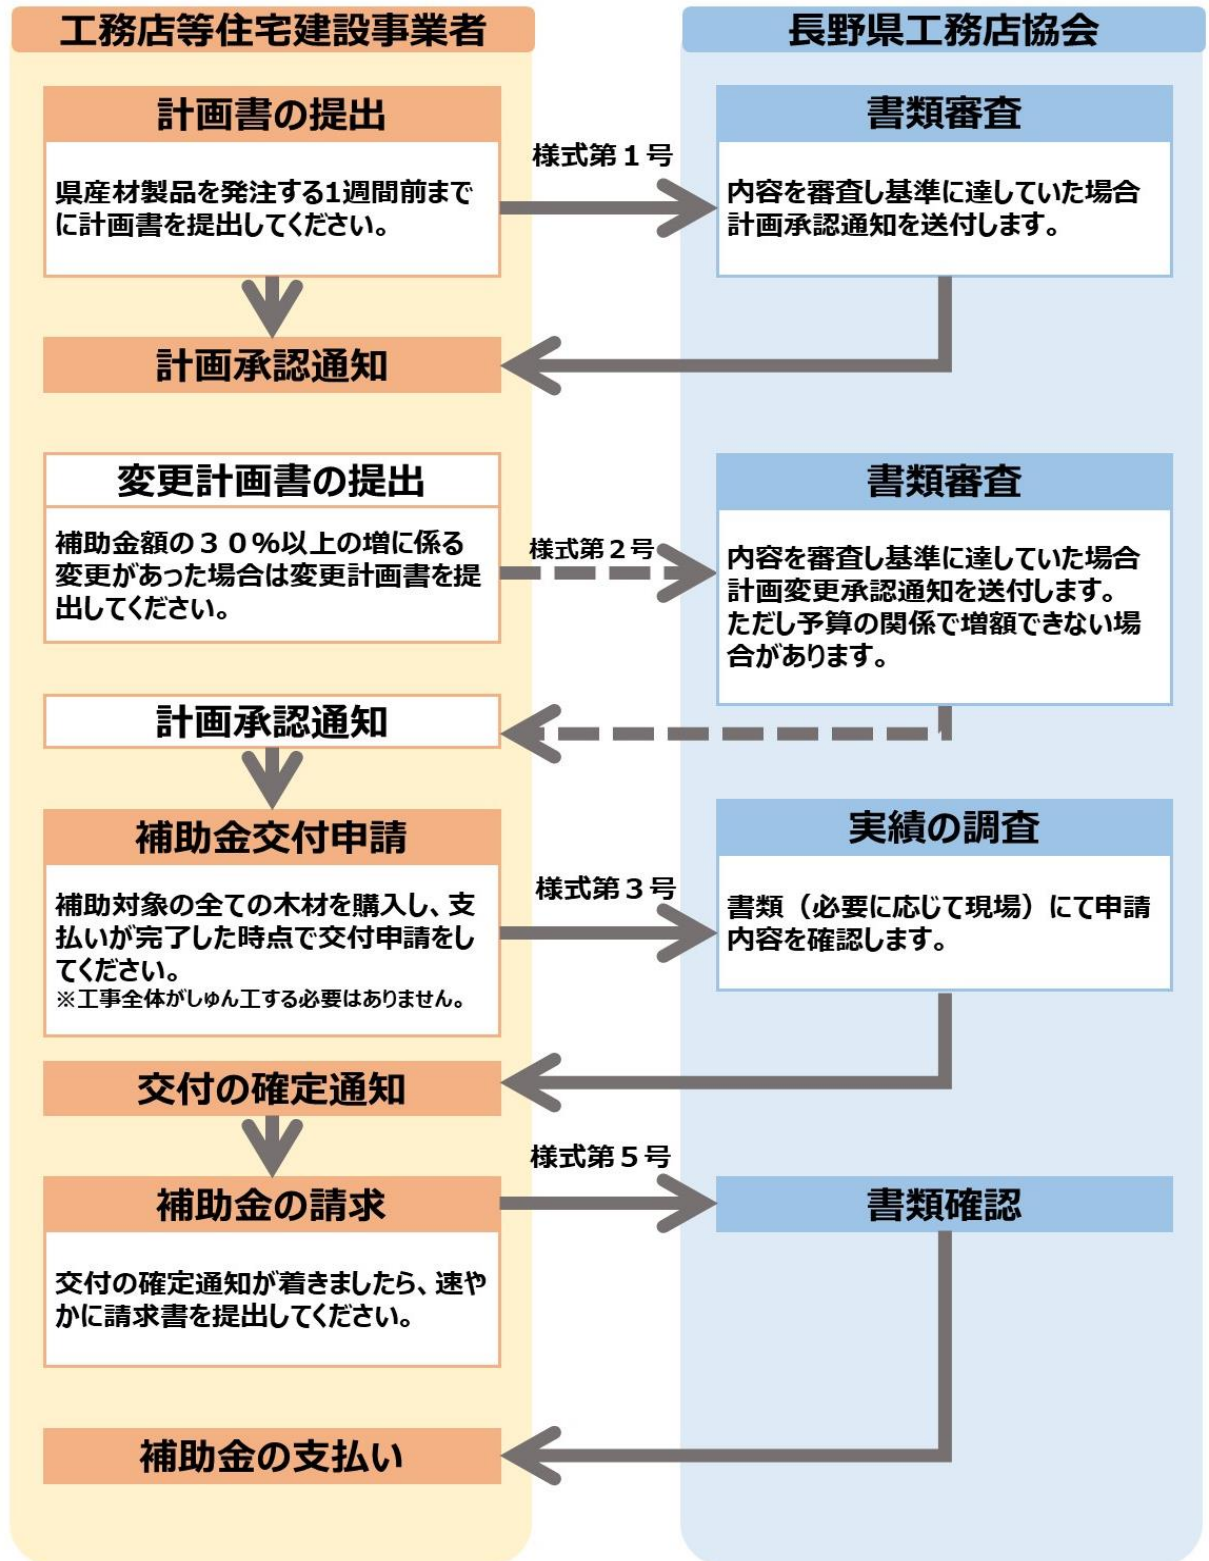 工務店等住宅建設事業者
長野県工務店協会
計画書の提出
県産材製品を発注する1週間前まで
に計画書を提出してください。
様式第１号
書類審査
内容を審査し基準に達していた場合
計画承認通知を送付します。
計画承認通知
変更計画書の提出
補助金額の３０％以上の増に係る
変更があった場合は変更計画書を提
出してください。
様式第２号
書類審査
内容を審査し基準に達していた場合
計画変更承認通知を送付します。
ただし予算の関係で増額できない場
合があります。
計画承認通知
補助金交付申請
補助対象の全ての木材を購入し、支
払いが完了した時点で交付申請をし
てください。
※工事全体がしゅん工する必要はありません。
様式第３号
実績の調査
書類（必要に応じて現場）にて申請
内容を確認します。
交付の確定通知
補助金の請求
交付の確定通知が着きましたら、速や
かに請求書を提出してください。
様式第５号
書類確認
補助金の支払い